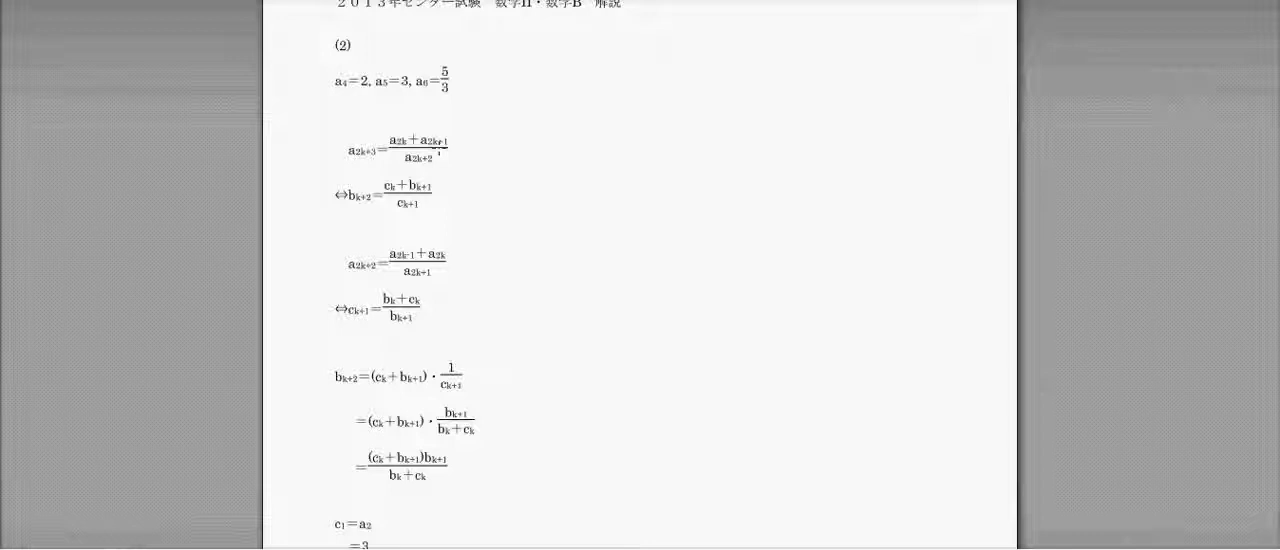 2013年センター試験 数学II・数学B 解説
(2)
a4=2, a5=3, a6=5/3
a2k+3=(a2k+a2k+1)/a2k+2
⇔bk+2=(ck+bk+1)/ck+1
a2k+2=(a2k-1+a2k)/a2k+1
⇔ck+1=(bk+ck)/bk+1
bk+2=(ck+bk+1)・1/ck+1
=(ck+bk+1)・bk+1/(bk+ck)
=(ck+bk+1)bk+1/(bk+ck)
c1=a2
=3